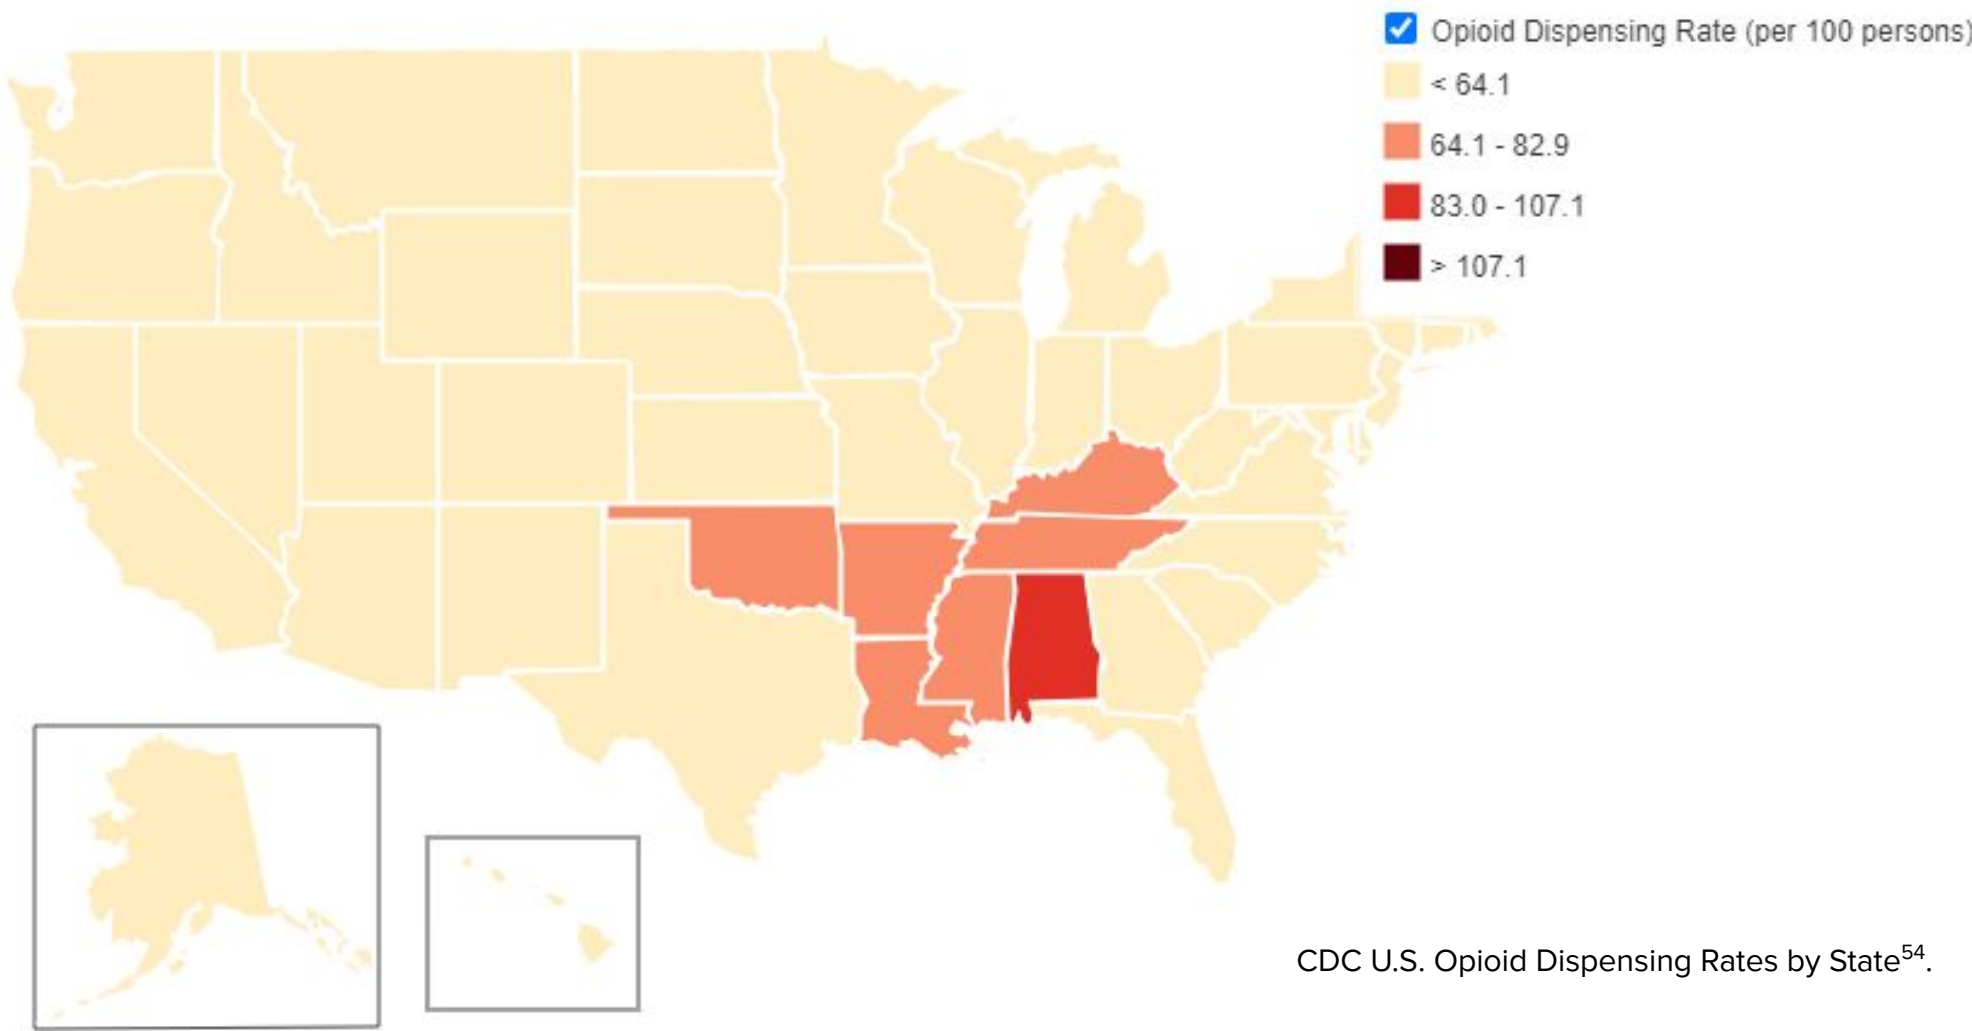 Opioid Dispensing Rate (per 100 persons)
< 64.1
64.1 - 82.9
83.0 - 107.1
> 107.1
CDC U.S. Opioid Dispensing Rates by State⁵⁴.